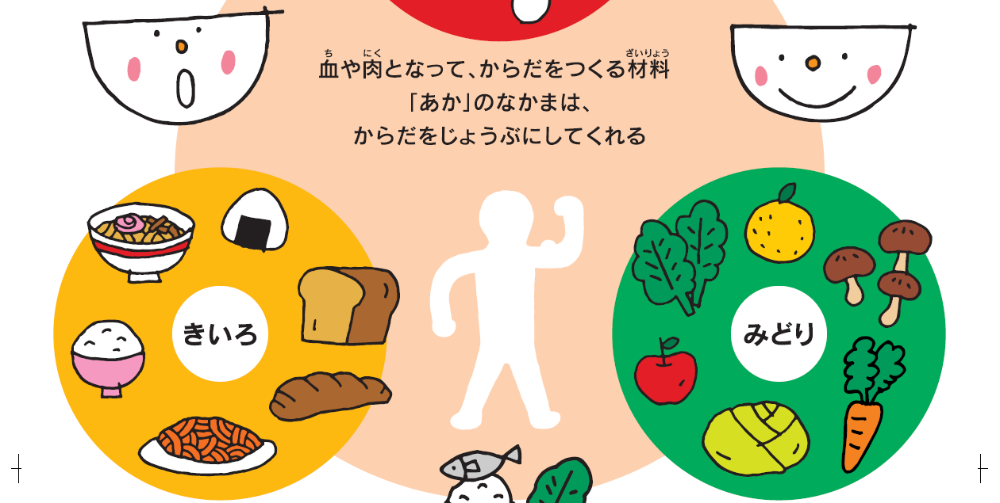 血や肉となって、からだをつくる材料
「あか」のなかまは、
からだをじょうぶにしてくれる
きいろ
みどり